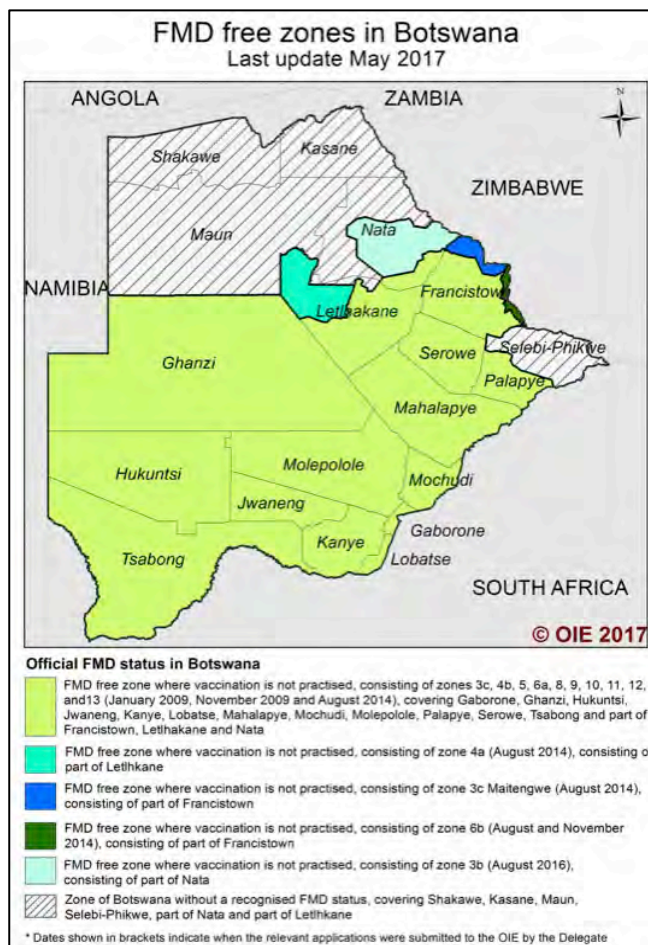 FMD free zones in Botswana
Last update May 2017
ANGOLA
ZAMBIA
N
Kasane
Shakawe
ZIMBABWE
Maun
Nata
NAMIBIA
Letlhakane
Francistown
Selebi-Phikwe
Serowe
Ghanzi
Palapye
Mahalapye
Molepolole
Hukuntsi
Mochudi
Jwaneng
Gaborone
Kanye
Lobatse
Tsabong
SOUTH AFRICA
© OIE 2017
Official FMD status in Botswana
FMD free zone where vaccination is not practised, consisting of zones 3c, 4b, 5, 6a, 8, 9, 10, 11, 12,
and13 (January 2009, November 2009 and August 2014), covering Gaborone, Ghanzi, Hukuntsi,
Jwaneng, Kanye, Lobatse, Mahalapye, Mochudi, Molepolole, Palapye, Serowe, Tsabong and part of
Francistown, Letlhakane and Nata
FMD free zone where vaccination is not practised, consisting of zone 4a (August 2014), consisting o
part of Letlhkane
FMD free zone where vaccination is not practised, consisting of zone 3c Maitengwe (August 2014),
consisting of part of Francistown
FMD free zone where vaccination is not practised, consisting of zone 6b (August and November
2014), consisting of part of Francistown
FMD free zone where vaccination is not practised, consisting of zone 3b (August 2016),
consisting of part of Nata
Zone of Botswana without a recognised FMD status, covering Shakawe, Kasane, Maun,
Selebi-Phikwe, part of Nata and part of Letlhkane
* Dates shown in brackets indicate when the relevant applications were submitted to the OIE by the Delegate